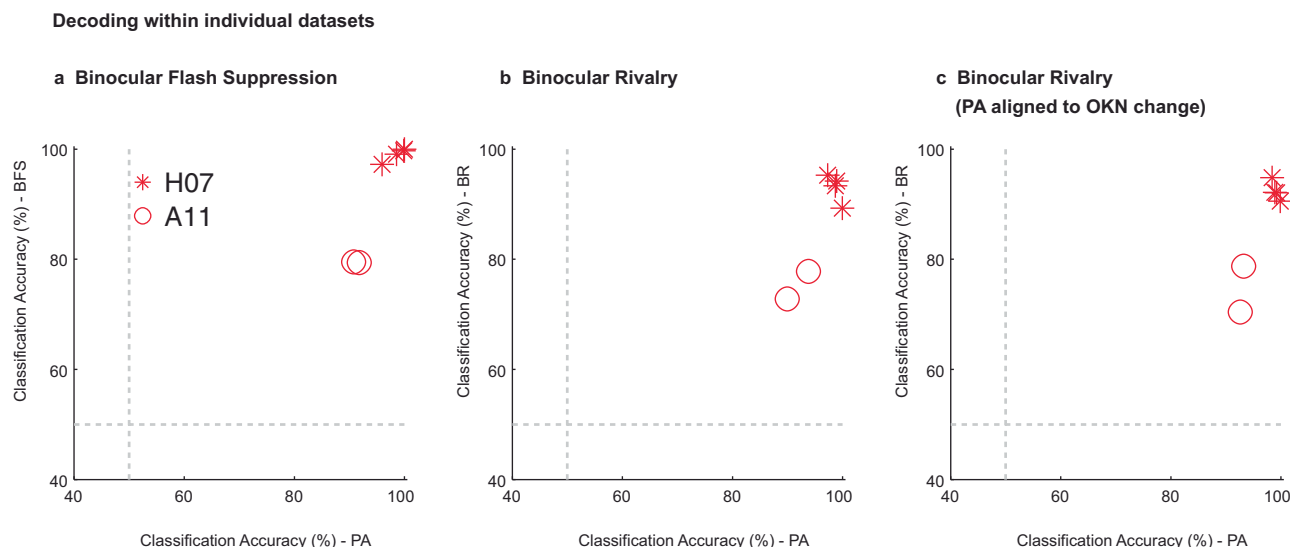 Decoding within individual datasets
a Binocular Flash Suppression
Classification Accuracy (%) - BFS
100
80
60
40
H07
A11
40
60
80
100
Classification Accuracy (%) - PA
b Binocular Rivalry
Classification Accuracy (%) - BR
100
80
60
40
40
60
80
100
Classification Accuracy (%) - PA
c Binocular Rivalry
(PA aligned to OKN change)
Classification Accuracy (%) - BR
100
80
60
40
40
60
80
100
Classification Accuracy (%) - PA